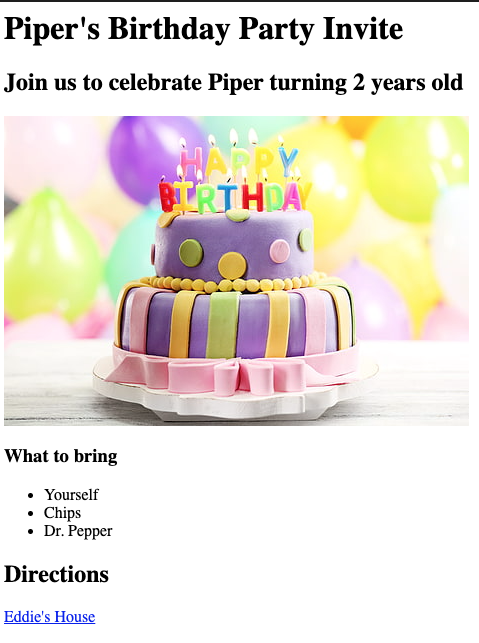 Piper's Birthday Party Invite
Join us to celebrate Piper turning 2 years old
HAPPY
BIRTHDAY
What to bring
Yourself
Chips
Dr. Pepper
Directions
Eddie's House